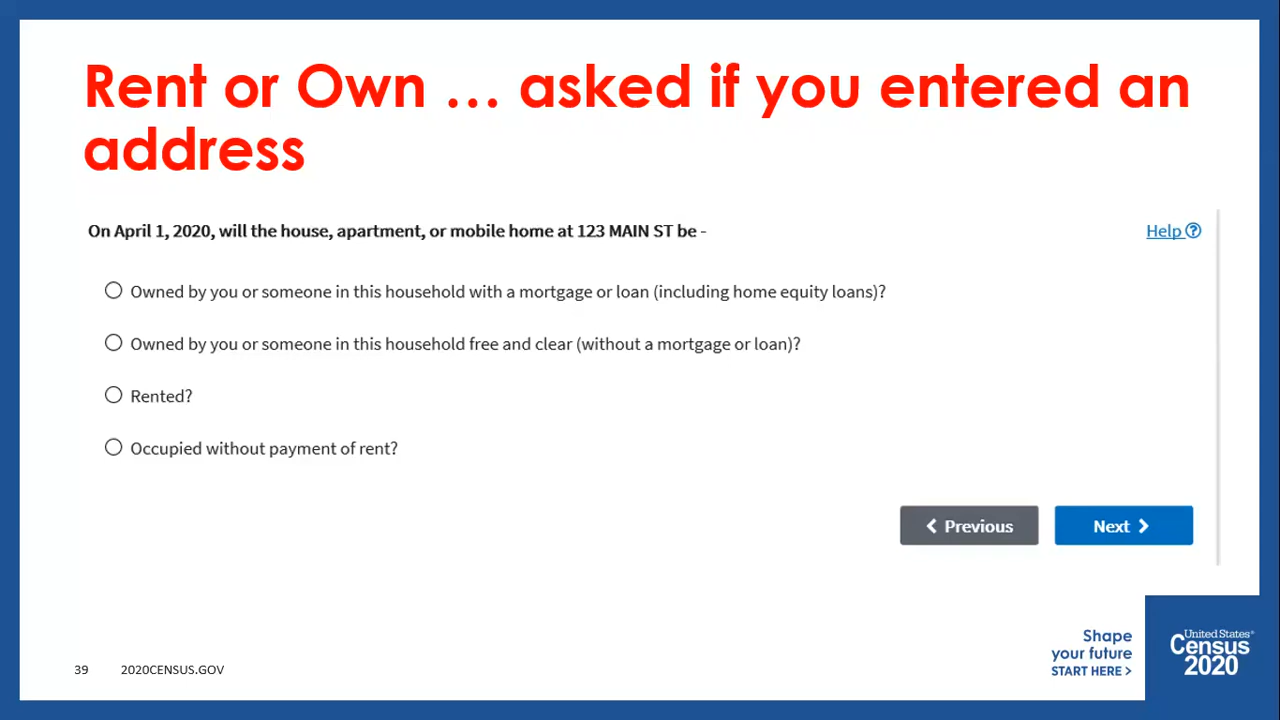 Rent or Own … asked if you entered an
address
On April 1, 2020, will the house, apartment, or mobile home at 123 MAIN ST be -
Help
Owned by you or someone in this household with a mortgage or loan (including home equity loans)?
Owned by you or someone in this household free and clear (without a mortgage or loan)?
Rented?
Occupied without payment of rent?
Previous
Next
Shape
your future
START HERE >
United States®
Census
2020
39
2020CENSUS.GOV